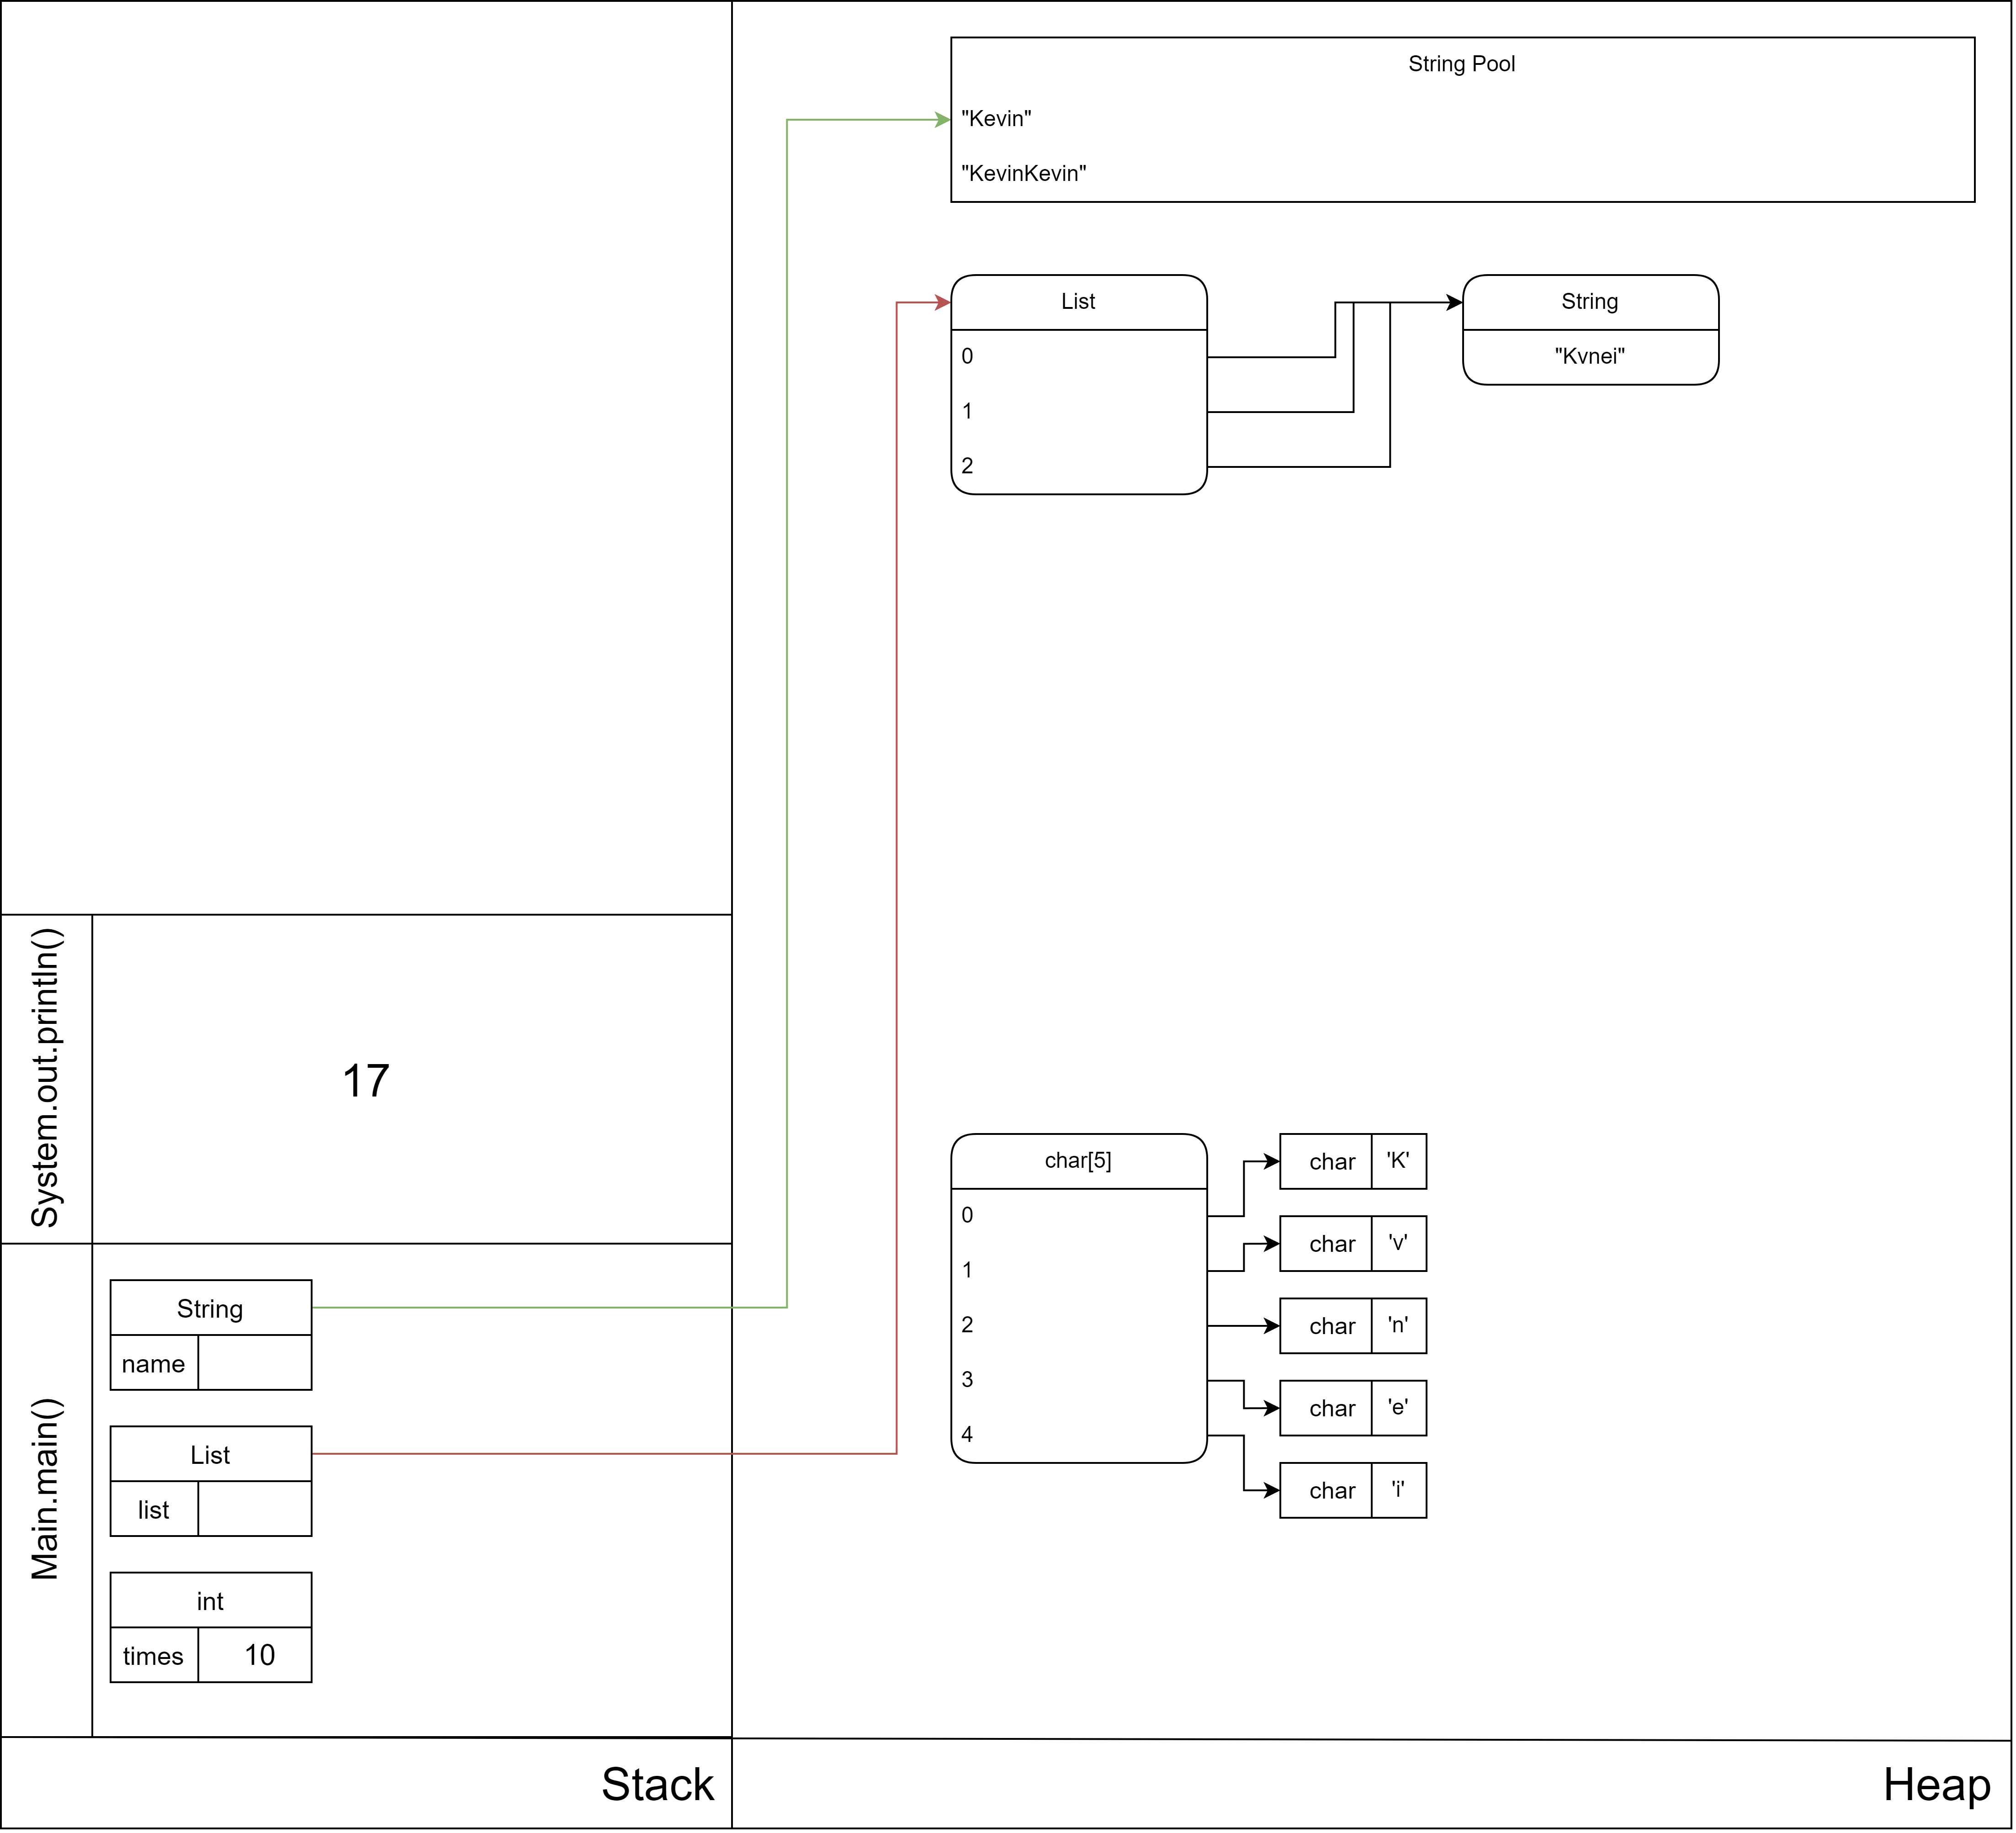 String Pool
"Kevin"
"KevinKevin"
List
0
1
2
String
"Kvnei"
System.out.println()
17
Main.main()
String
name
List
list
int
times 10
char[5]
0
1
2
3
4
char 'K'
char 'v'
char 'n'
char 'e'
char 'i'
Stack
Heap